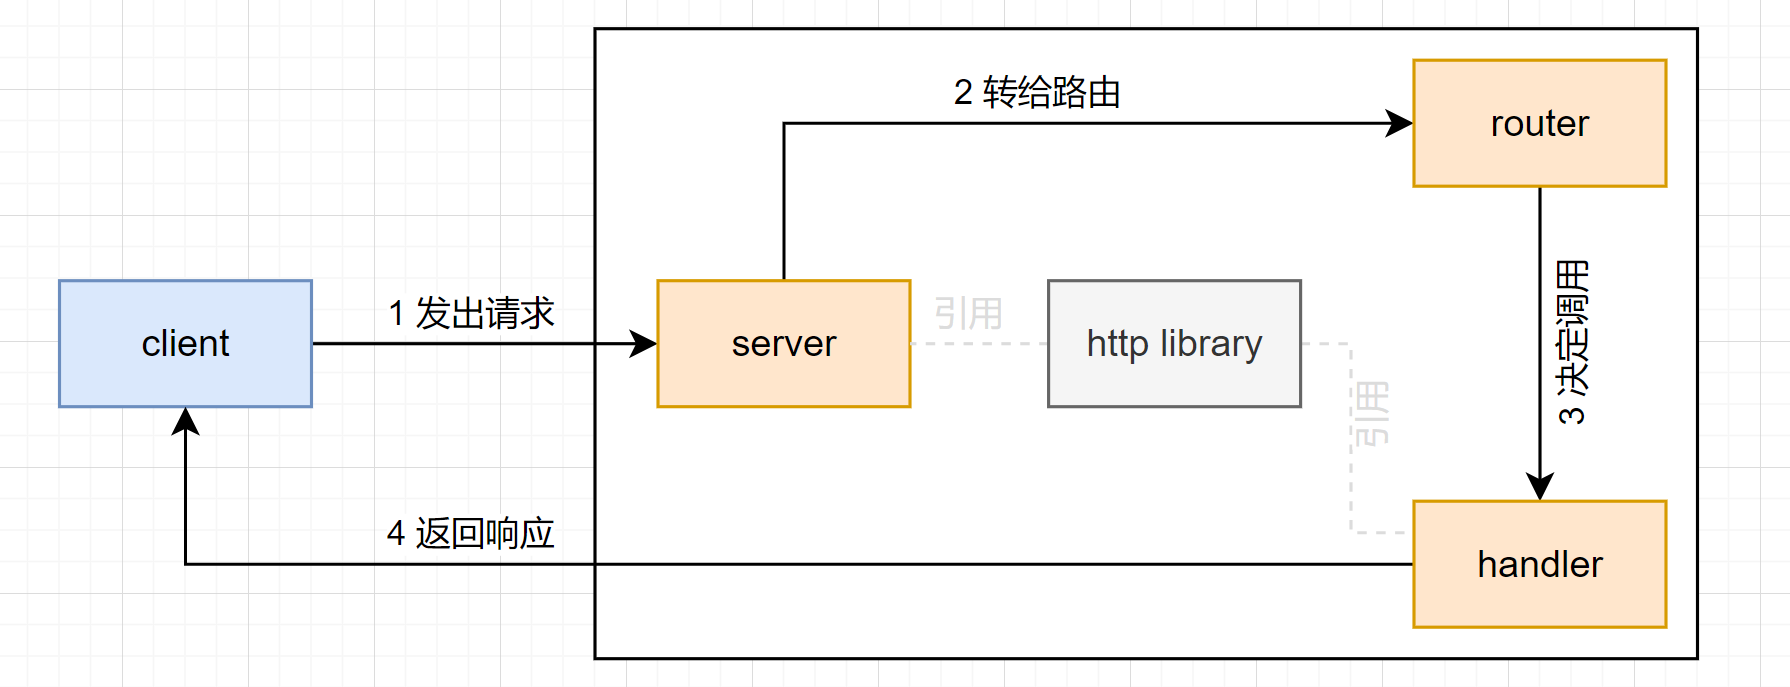 2 转给路由
router
1 发出请求
client
server
引用
http library
引用
3 决定调用
4 返回响应
handler